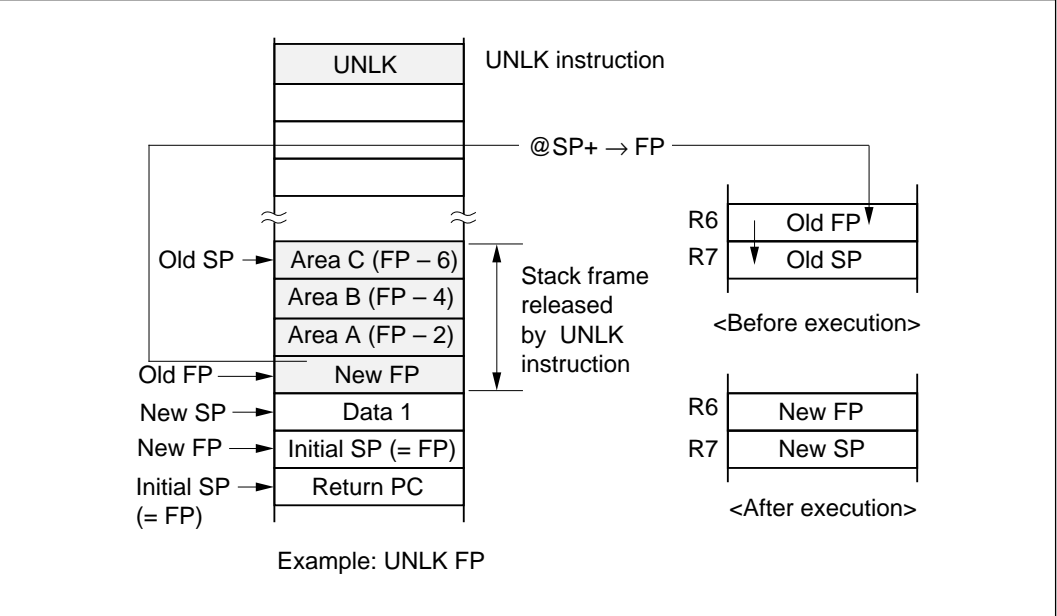 UNLK
UNLK instruction
@SP+ → FP
R6
Old FP
R7
Old SP
<Before execution>
Old SP
Area C (FP – 6)
Area B (FP – 4)
Area A (FP – 2)
Stack frame
released
by UNLK
instruction
Old FP
New FP
New SP
Data 1
New FP
Initial SP (= FP)
Initial SP
(= FP)
Return PC
R6
New FP
R7
New SP
<After execution>
Example: UNLK FP